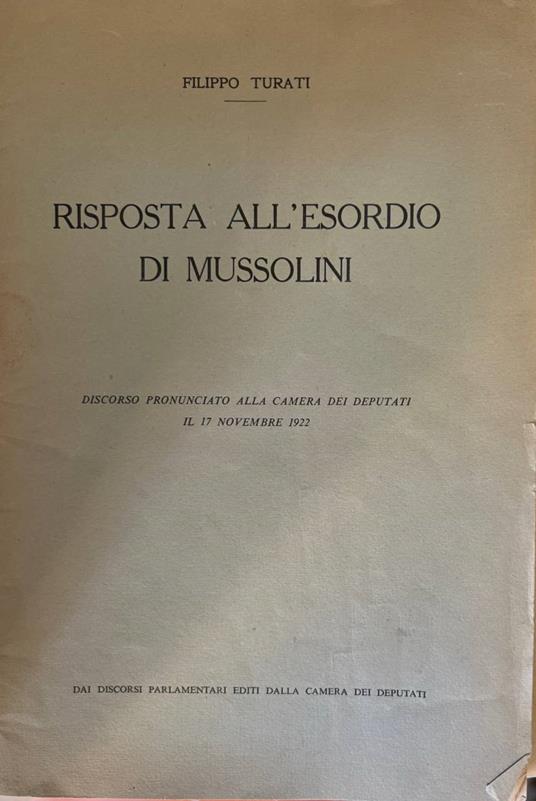 FILIPPO TURATI
RISPOSTA ALL'ESORDIO
DI MUSSOLINI
DISCORSO PRONUNCIATO ALLA CAMERA DEI DEPUTATI
IL 17 NOVEMBRE 1922
DAI DISCORSI PARLAMENTARI EDITI DALLA CAMERA DEI DEPUTATI